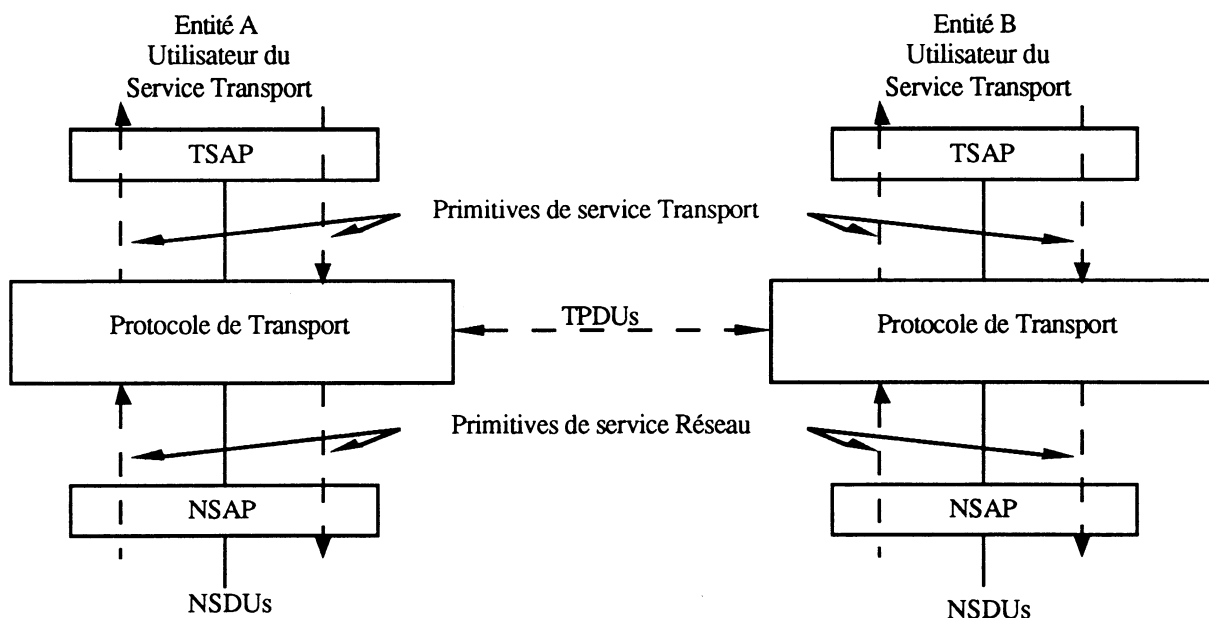 Entité A
Utilisateur du
Service Transport
Entité B
Utilisateur du
Service Transport
TSAP
TSAP
Primitives de service Transport
Protocole de Transport
TPDUs
Protocole de Transport
Primitives de service Réseau
NSAP
NSAP
NSDUs
NSDUs